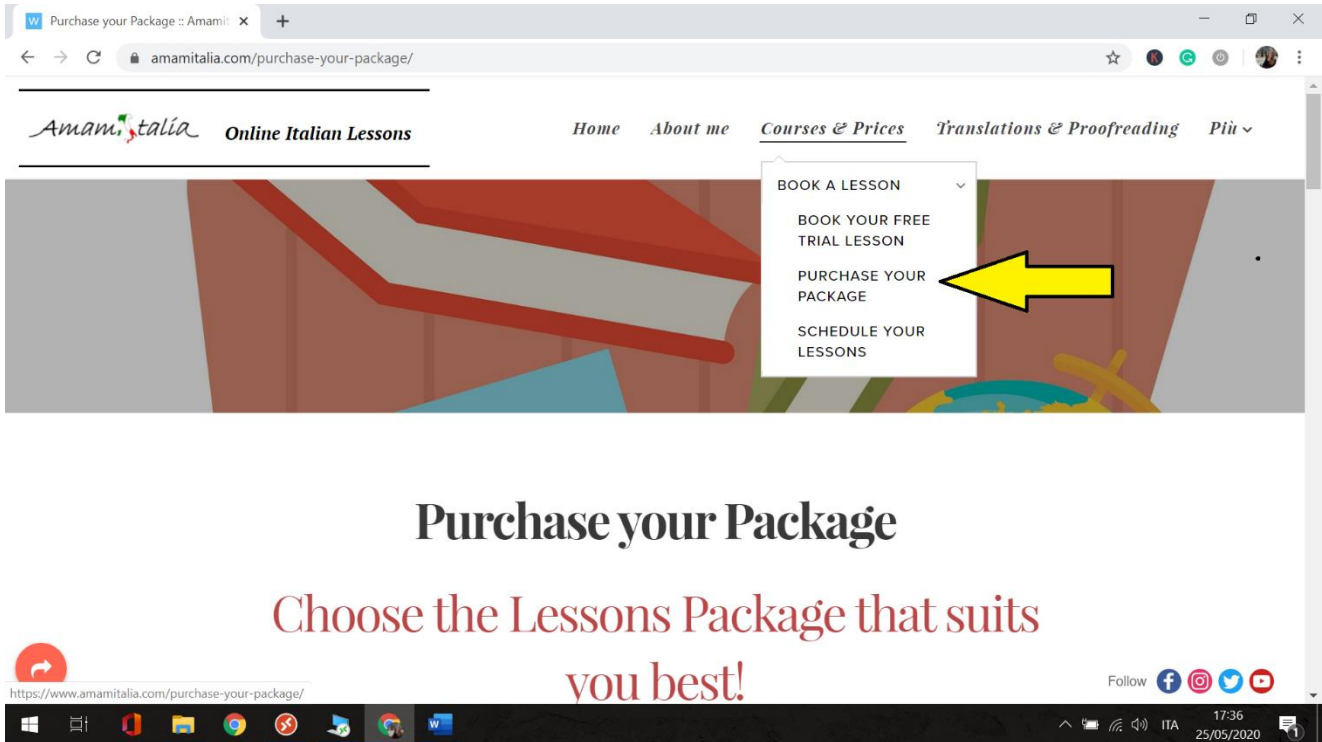 Purchase your Package :: Amamit
amamitalia.com/purchase-your-package/
Amamitalia Online Italian Lessons
Home About me Courses & Prices Translations & Proofreading Più
BOOK A LESSON
BOOK YOUR FREE
TRIAL LESSON
PURCHASE YOUR
PACKAGE
SCHEDULE YOUR
LESSONS
Purchase your Package
Choose the Lessons Package that suits
you best!
Follow
https://www.amamitalia.com/purchase-your-package/
ITA
17:36
25/05/2020
1